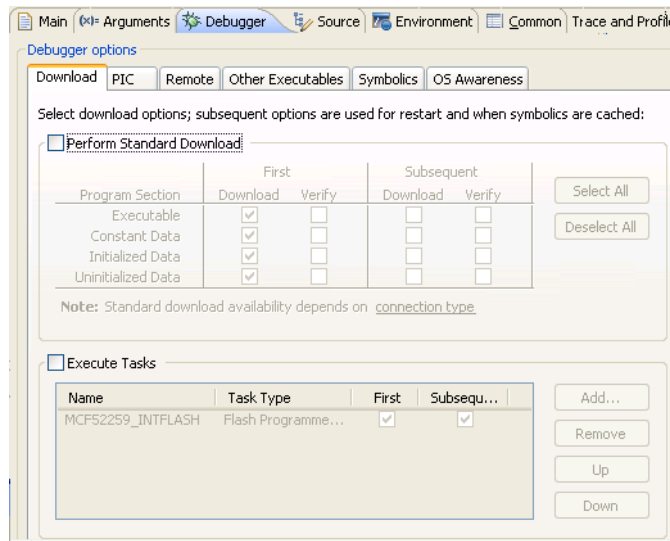 Main (x)= Arguments Debugger Source Environment Common Trace and Profil
Debugger options
Download PIC Remote Other Executables Symbolics OS Awareness
Select download options; subsequent options are used for restart and when symbolics are cached:
Perform Standard Download
First Subsequent
Program Section Download Verify Download Verify
Select All
Executable
Constant Data
Deselect All
Initialized Data
Uninitialized Data
Note: Standard download availability depends on connection type
Execute Tasks
Name Task Type First Subsequ...
Add...
MCF52259_INTFLASH Flash Programme...
Remove
Up
Down